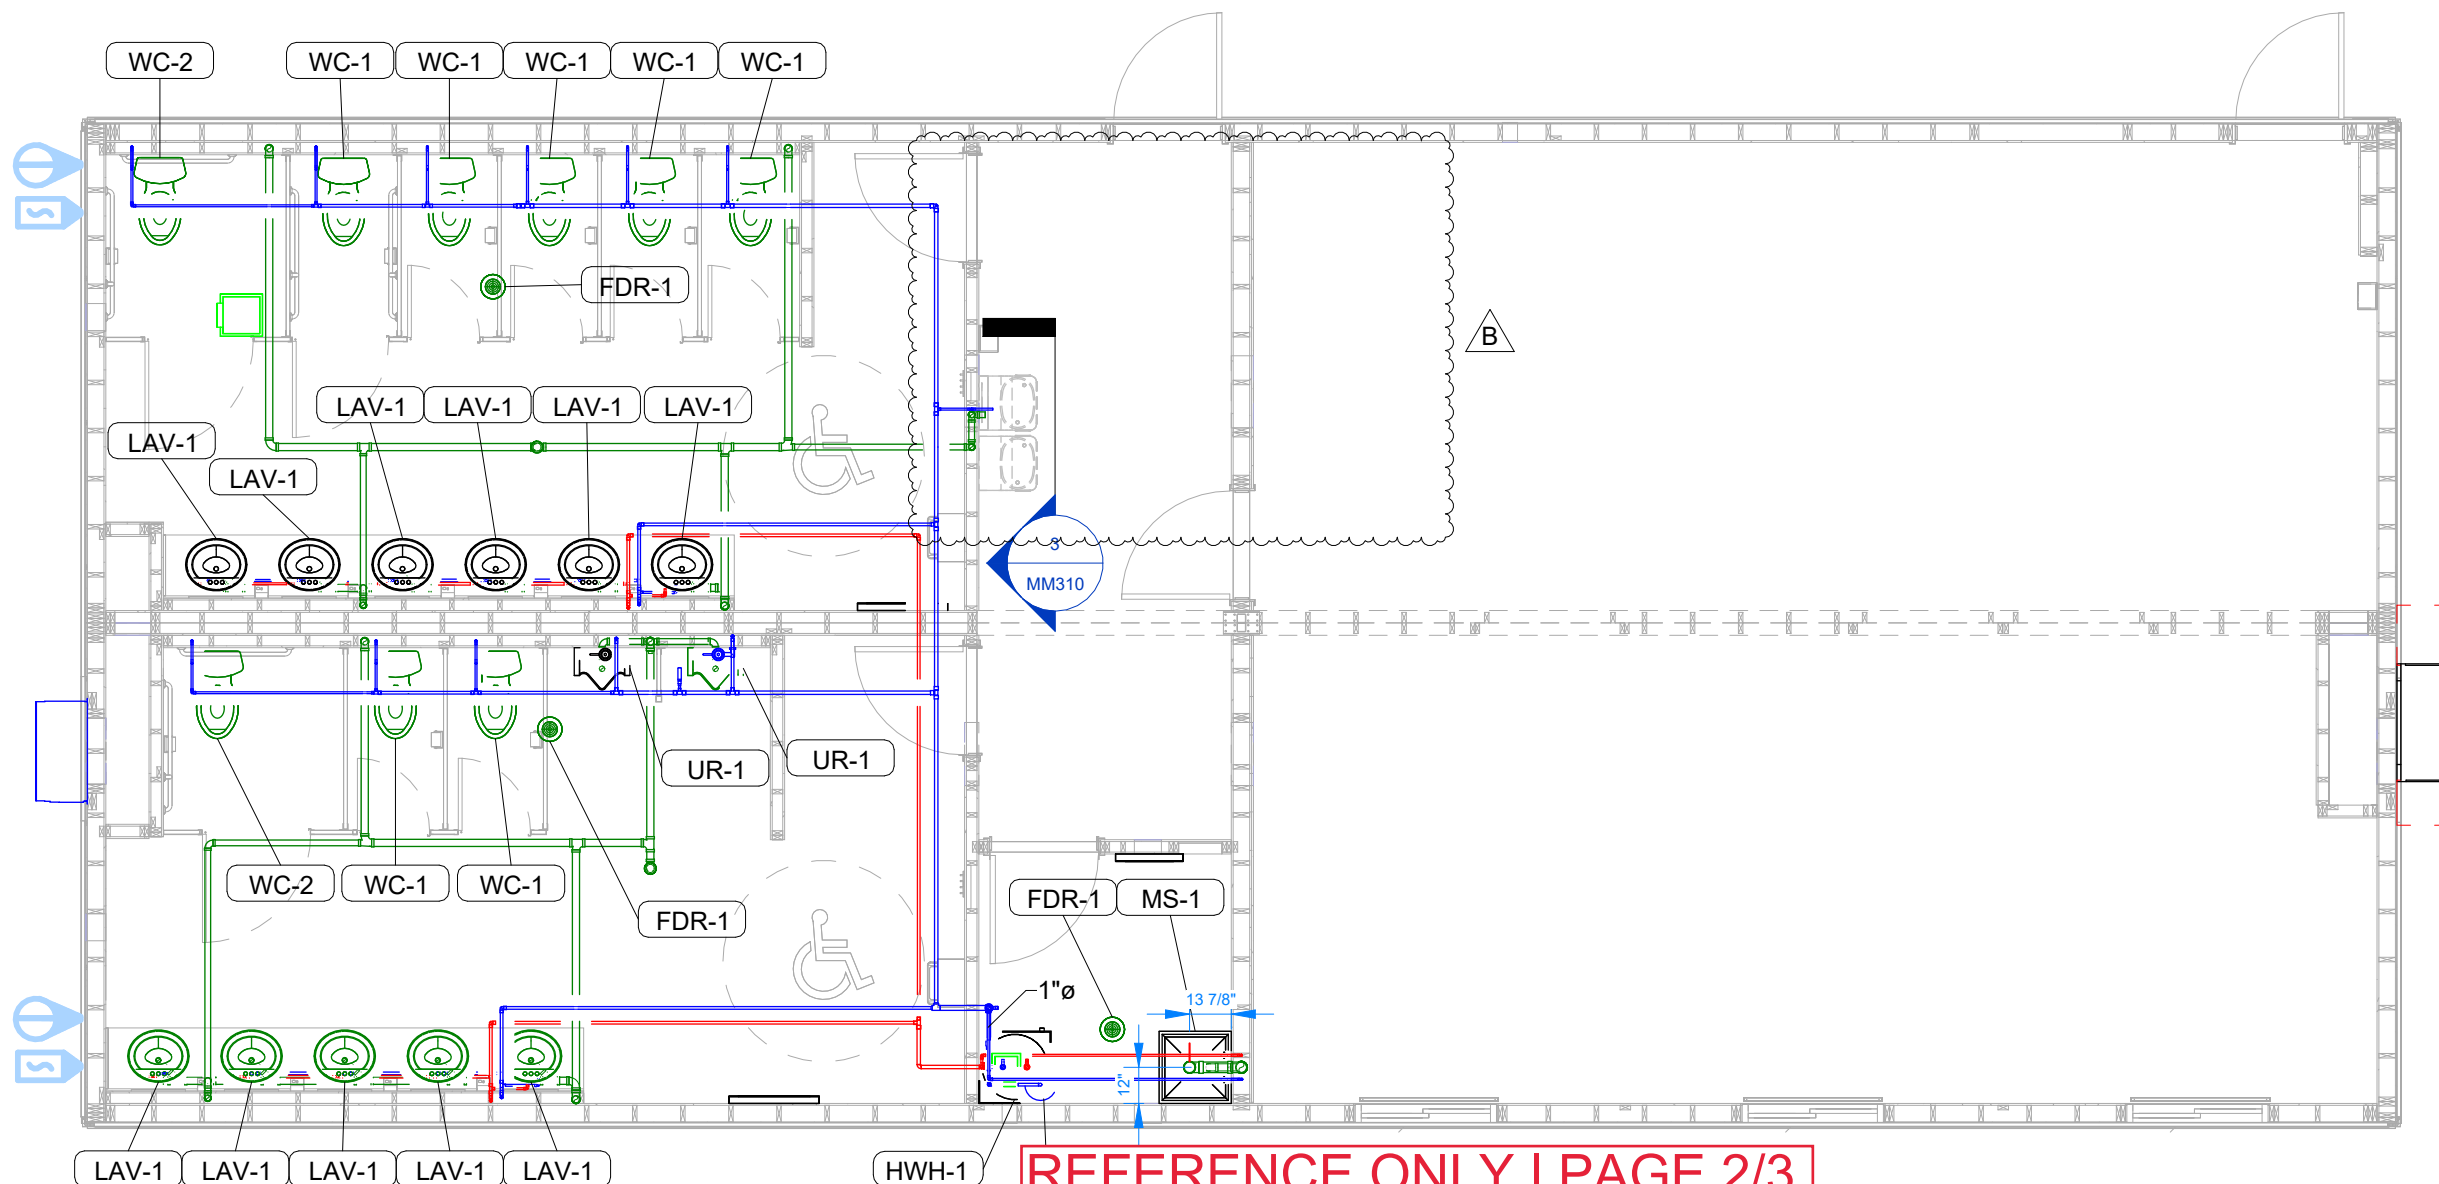 WC-2 WC-1 WC-1 WC-1 WC-1 WC-1
FDR-1
B
LAV-1 LAV-1 LAV-1 LAV-1
LAV-1
LAV-1
3
MM310
UR-1 UR-1
WC-2 WC-1 WC-1
FDR-1
FDR-1 MS-1
1"ø
13 7/8"
12"
LAV-1 LAV-1 LAV-1 LAV-1 LAV-1
HWH-1
REFERENCE ONLY | PAGE 2/3